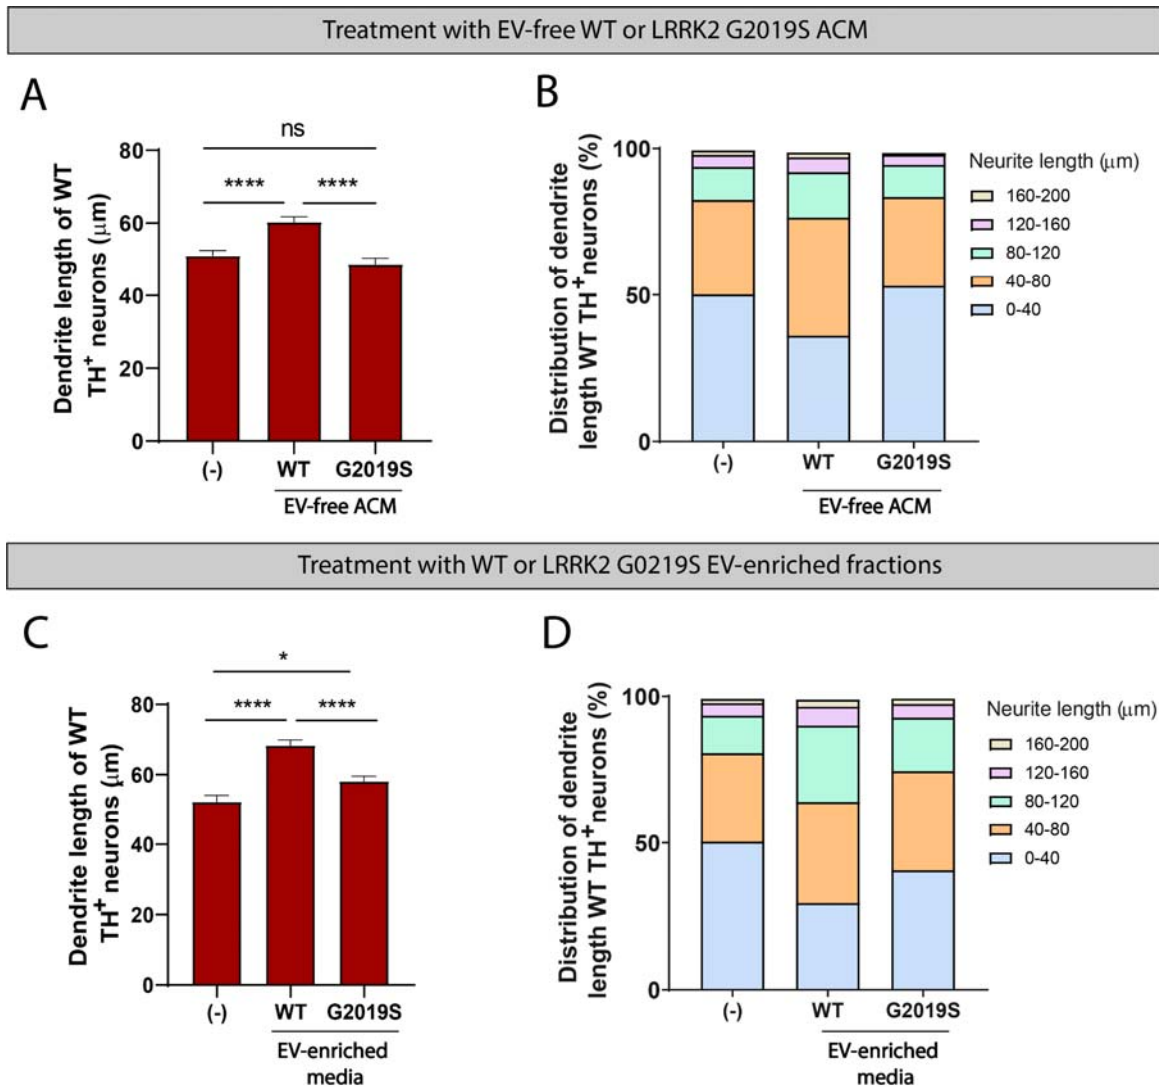 Treatment with EV-free WT or LRRK2 G2019S ACM
A
Dendrite length of WT
TH+ neurons (μm)
80
60
40
20
0
ns
**** ****
(-) WT G2019S
EV-free ACM
B
Distribution of dendrite
length WT TH+neurons (%)
100
50
0
(-) WT G2019S
EV-free ACM
Neurite length (μm)
160-200
120-160
80-120
40-80
0-40
Treatment with WT or LRRK2 G0219S EV-enriched fractions
C
Dendrite length of WT
TH+ neurons (μm)
80
60
40
20
0
*
**** ****
(-) WT G2019S
EV-enriched
media
D
Distribution of dendrite
length WT TH+neurons (%)
100
50
0
(-) WT G2019S
EV-enriched
media
Neurite length (μm)
160-200
120-160
80-120
40-80
0-40